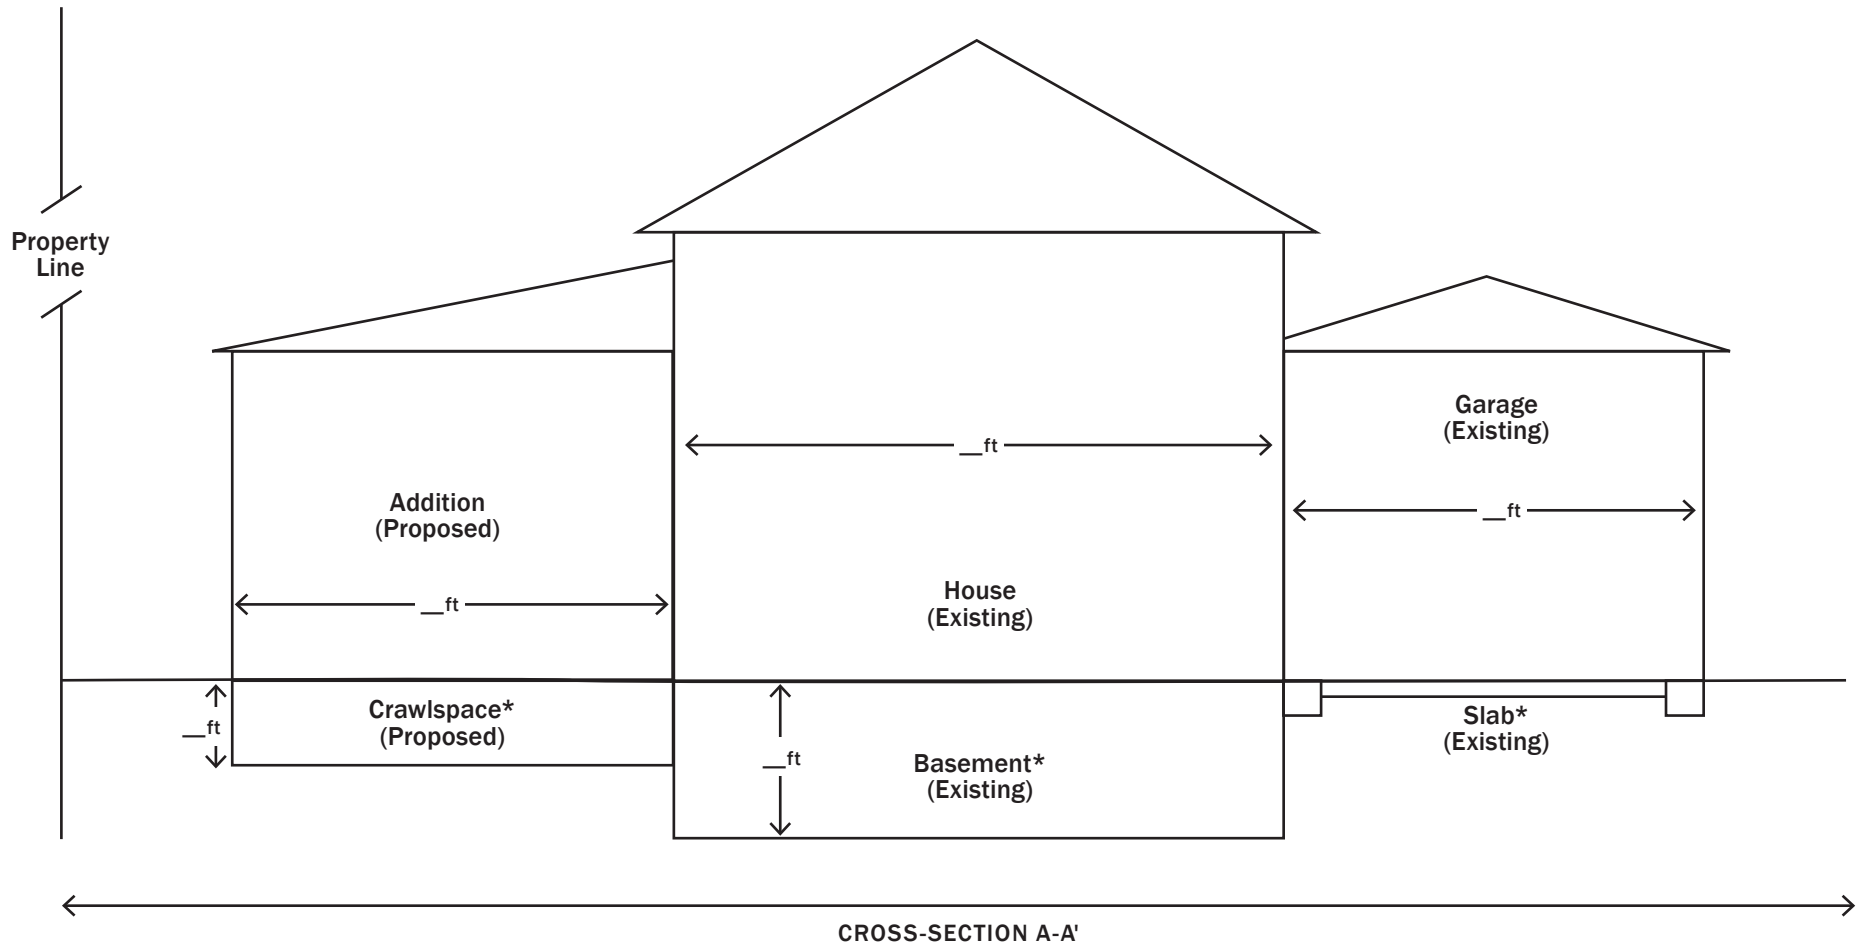 Property
Line
Garage
(Existing)
__ft
__ft
Addition
(Proposed)
House
(Existing)
__ft
Crawlspace*
(Proposed)
__ft
Slab*
(Existing)
__ft
Basement*
(Existing)
CROSS-SECTION A-A'